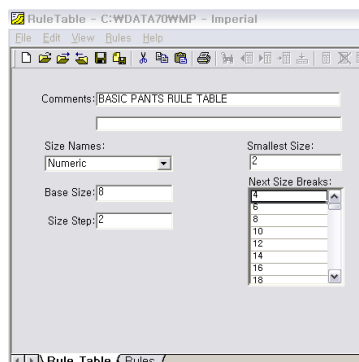 RuleTable - C:₩DATA70₩MP - Imperial
File Edit View Rules Help
Comments: BASIC PANTS RULE TABLE
Size Names:
Smallest Size:
Numeric
2
Next Size Breaks:
Base Size: 8
4
6
Size Step: 2
8
10
12
14
16
18
Rule Table Rules